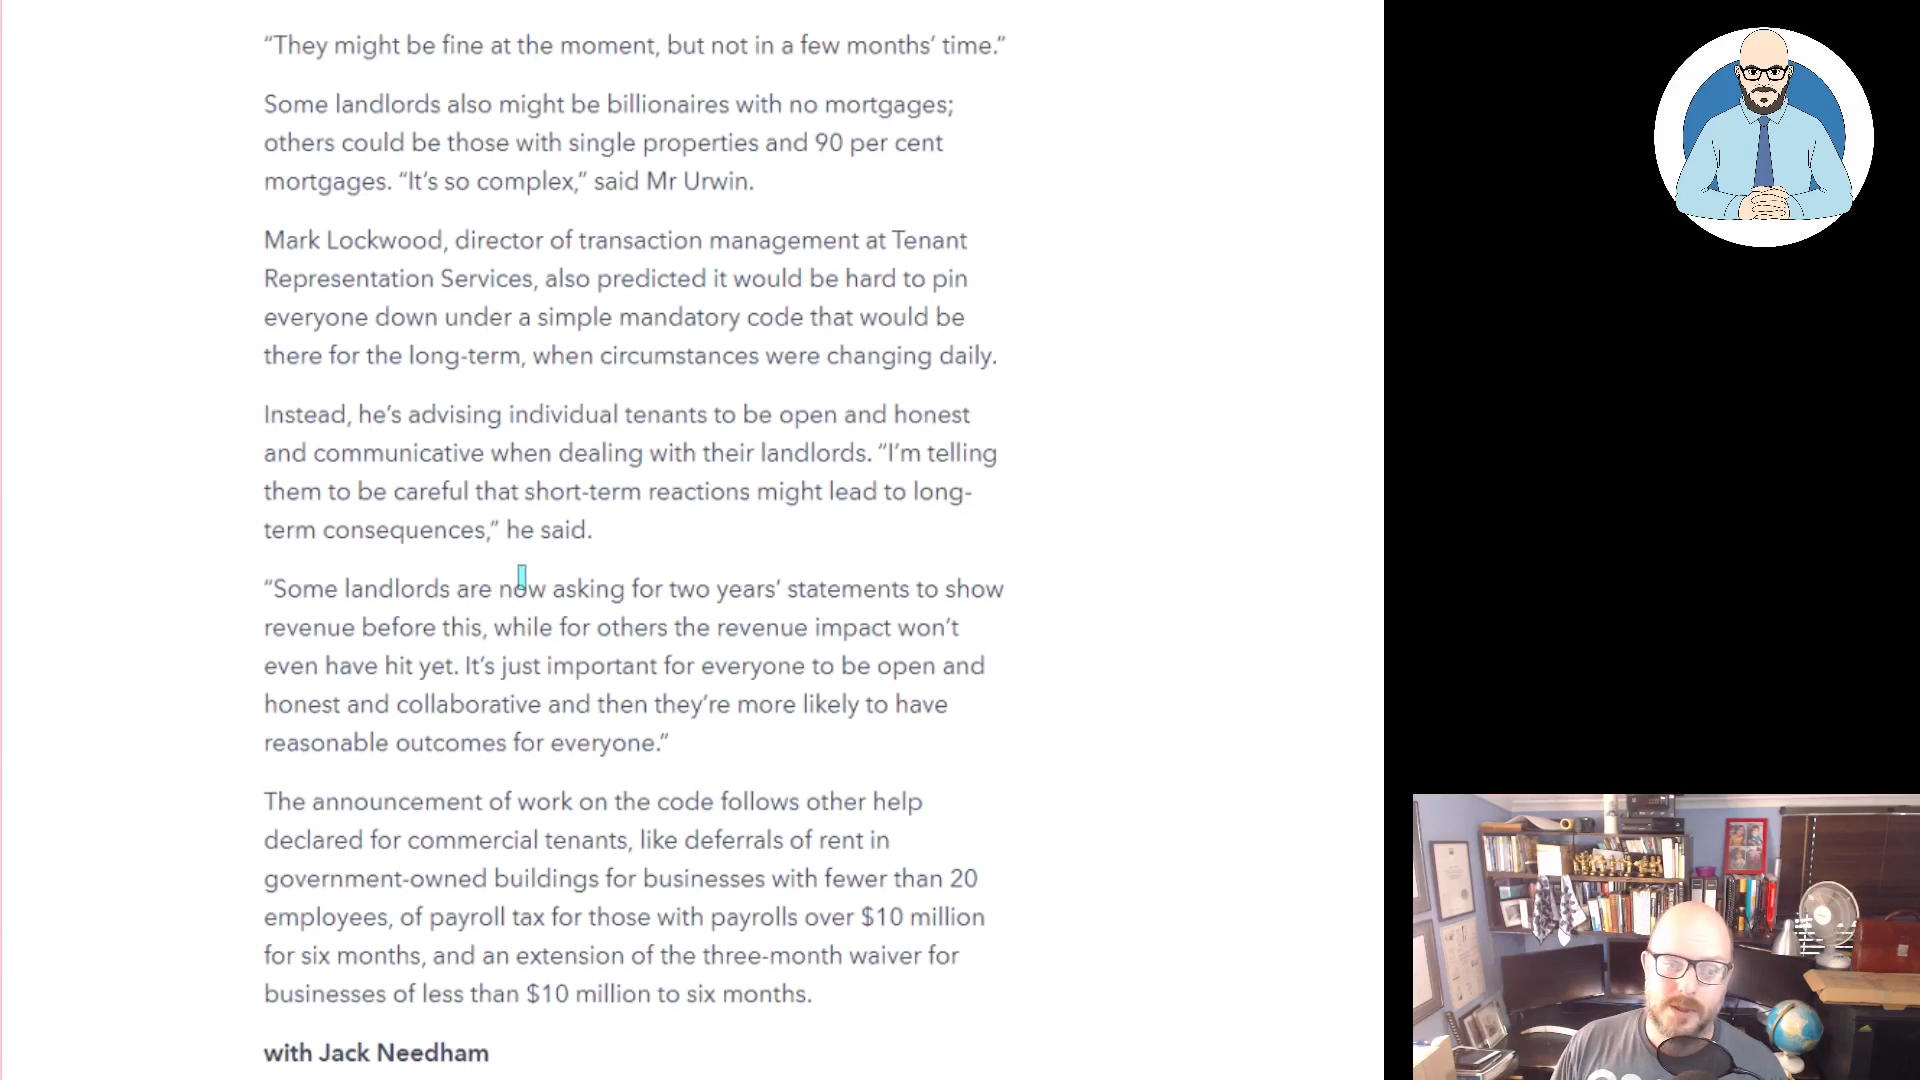 “They might be fine at the moment, but not in a few months’ time.”
Some landlords also might be billionaires with no mortgages;
others could be those with single properties and 90 per cent
mortgages. “It’s so complex,” said Mr Urwin.
Mark Lockwood, director of transaction management at Tenant
Representation Services, also predicted it would be hard to pin
everyone down under a simple mandatory code that would be
there for the long-term, when circumstances were changing daily.
Instead, he’s advising individual tenants to be open and honest
and communicative when dealing with their landlords. “I’m telling
them to be careful that short-term reactions might lead to long-
term consequences,” he said.
“Some landlords are now asking for two years’ statements to show
revenue before this, while for others the revenue impact won’t
even have hit yet. It’s just important for everyone to be open and
honest and collaborative and then they’re more likely to have
reasonable outcomes for everyone.”
The announcement of work on the code follows other help
declared for commercial tenants, like deferrals of rent in
government-owned buildings for businesses with fewer than 20
employees, of payroll tax for those with payrolls over $10 million
for six months, and an extension of the three-month waiver for
businesses of less than $10 million to six months.
with Jack Needham